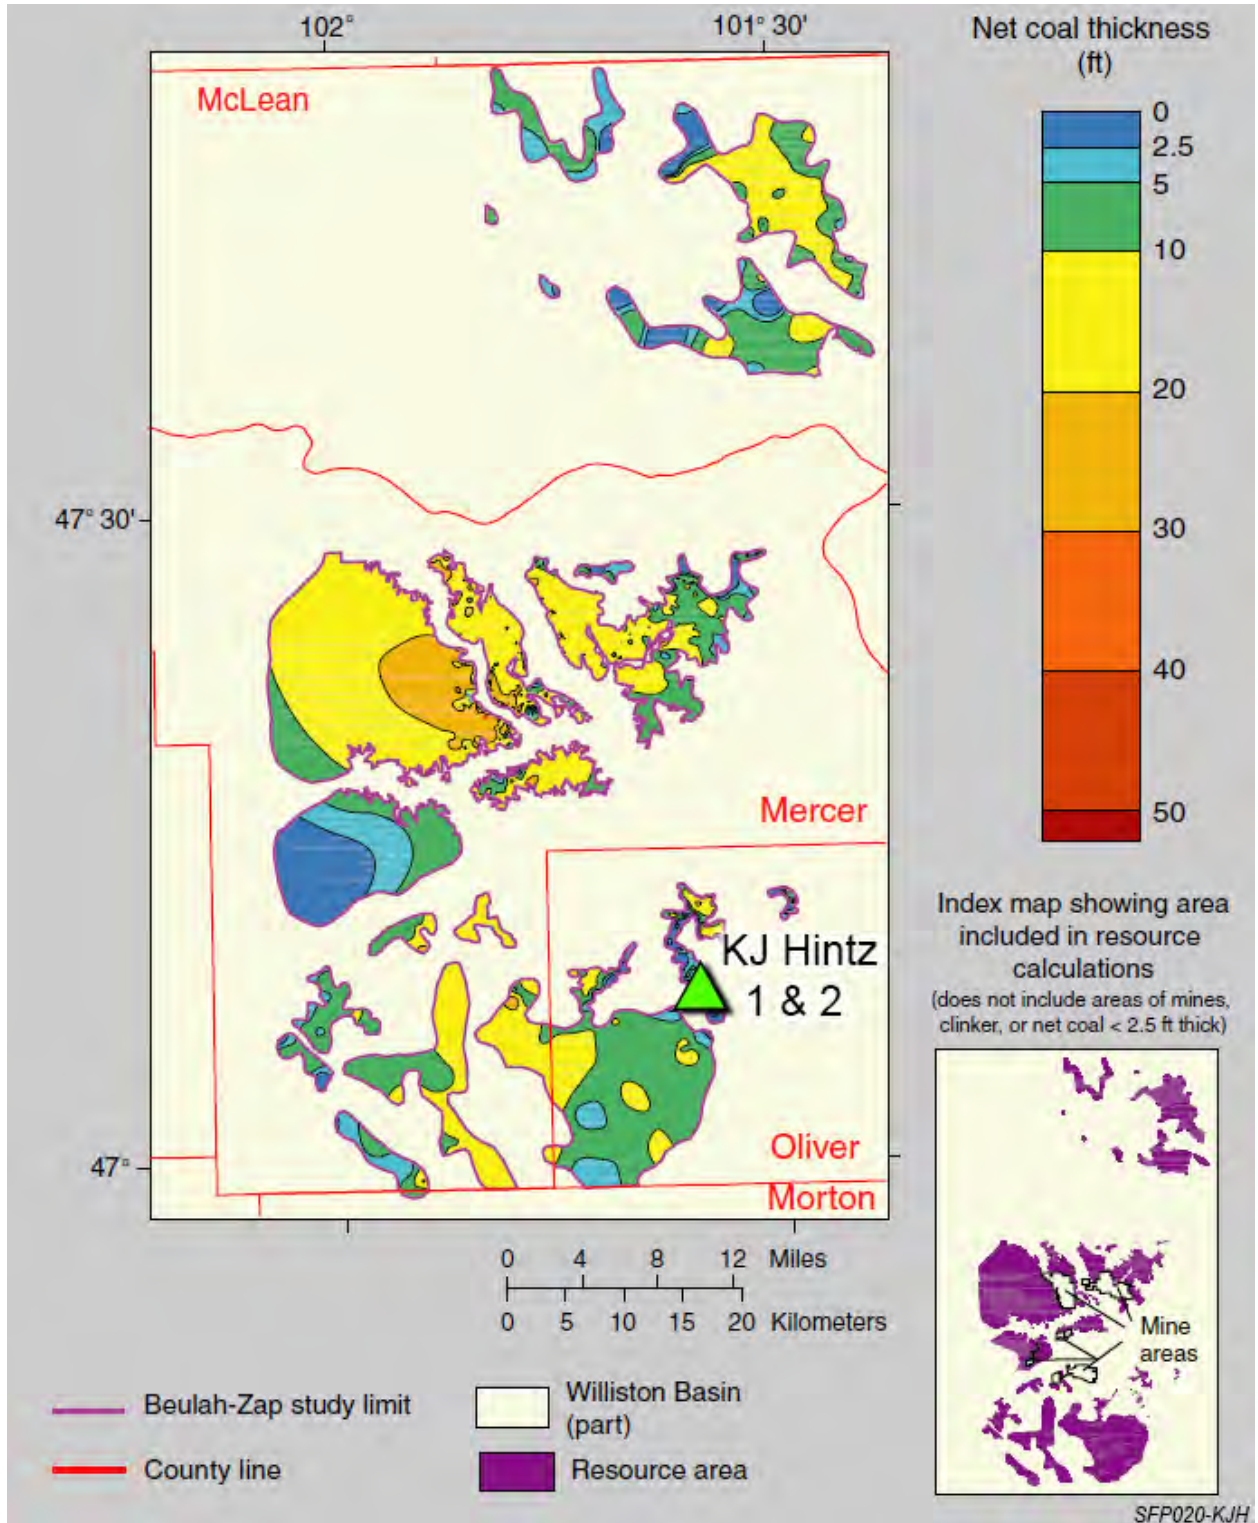 102°
101° 30'
McLean
47° 30'
Mercer
KJ Hintz
1 & 2
Oliver
47°
Morton
0 4 8 12 Miles
0 5 10 15 20 Kilometers
Beulah-Zap study limit
County line
Williston Basin
(part)
Resource area
Net coal thickness
(ft)
0
2.5
5
10
20
30
40
50
Index map showing area
included in resource
calculations
(does not include areas of mines,
clinker, or net coal < 2.5 ft thick)
Mine
areas
SFP020-KJH